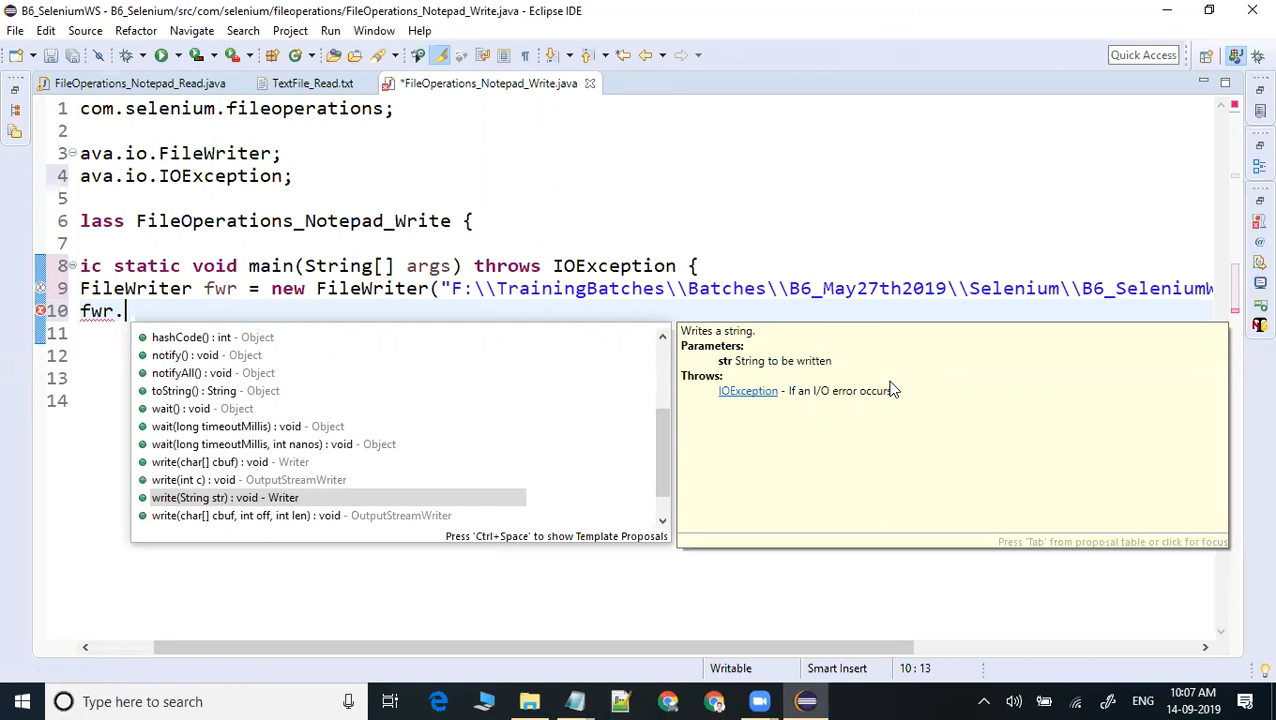 B6_SeleniumWS - B6_Selenium/src/com/selenium/fileoperations/FileOperations_Notepad_Write.java - Eclipse IDE
File Edit Source Refactor Navigate Search Project Run Window Help
Quick Access
FileOperations_Notepad_Read.java TextFile_Read.txt *FileOperations_Notepad_Write.java
1 com.selenium.fileoperations;
2
3 ava.io.FileWriter;
4 ava.io.IOException;
5
6 lass FileOperations_Notepad_Write {
7
8 ic static void main(String[] args) throws IOException {
9 FileWriter fwr = new FileWriter("F:\\TrainingBatches\\Batches\\B6_May27th2019\\Selenium\\B6_SeleniumW
10 fwr.
11
12
13
14
hashCode() : int - Object
notify() : void - Object
notifyAll() : void - Object
toString() : String - Object
wait() : void - Object
wait(long timeoutMillis) : void - Object
wait(long timeoutMillis, int nanos) : void - Object
write(char[] cbuf) : void - Writer
write(int c) : void - OutputStreamWriter
write(String str) : void - Writer
write(char[] cbuf, int off, int len) : void - OutputStreamWriter
Press 'Ctrl+Space' to show Template Proposals
Writes a string.
Parameters:
str String to be written
Throws:
IOException - If an I/O error occurs
Press 'Tab' from proposal table or click for focus
Writable Smart Insert 10 : 13
Type here to search
ENG
10:07 AM
14-09-2019